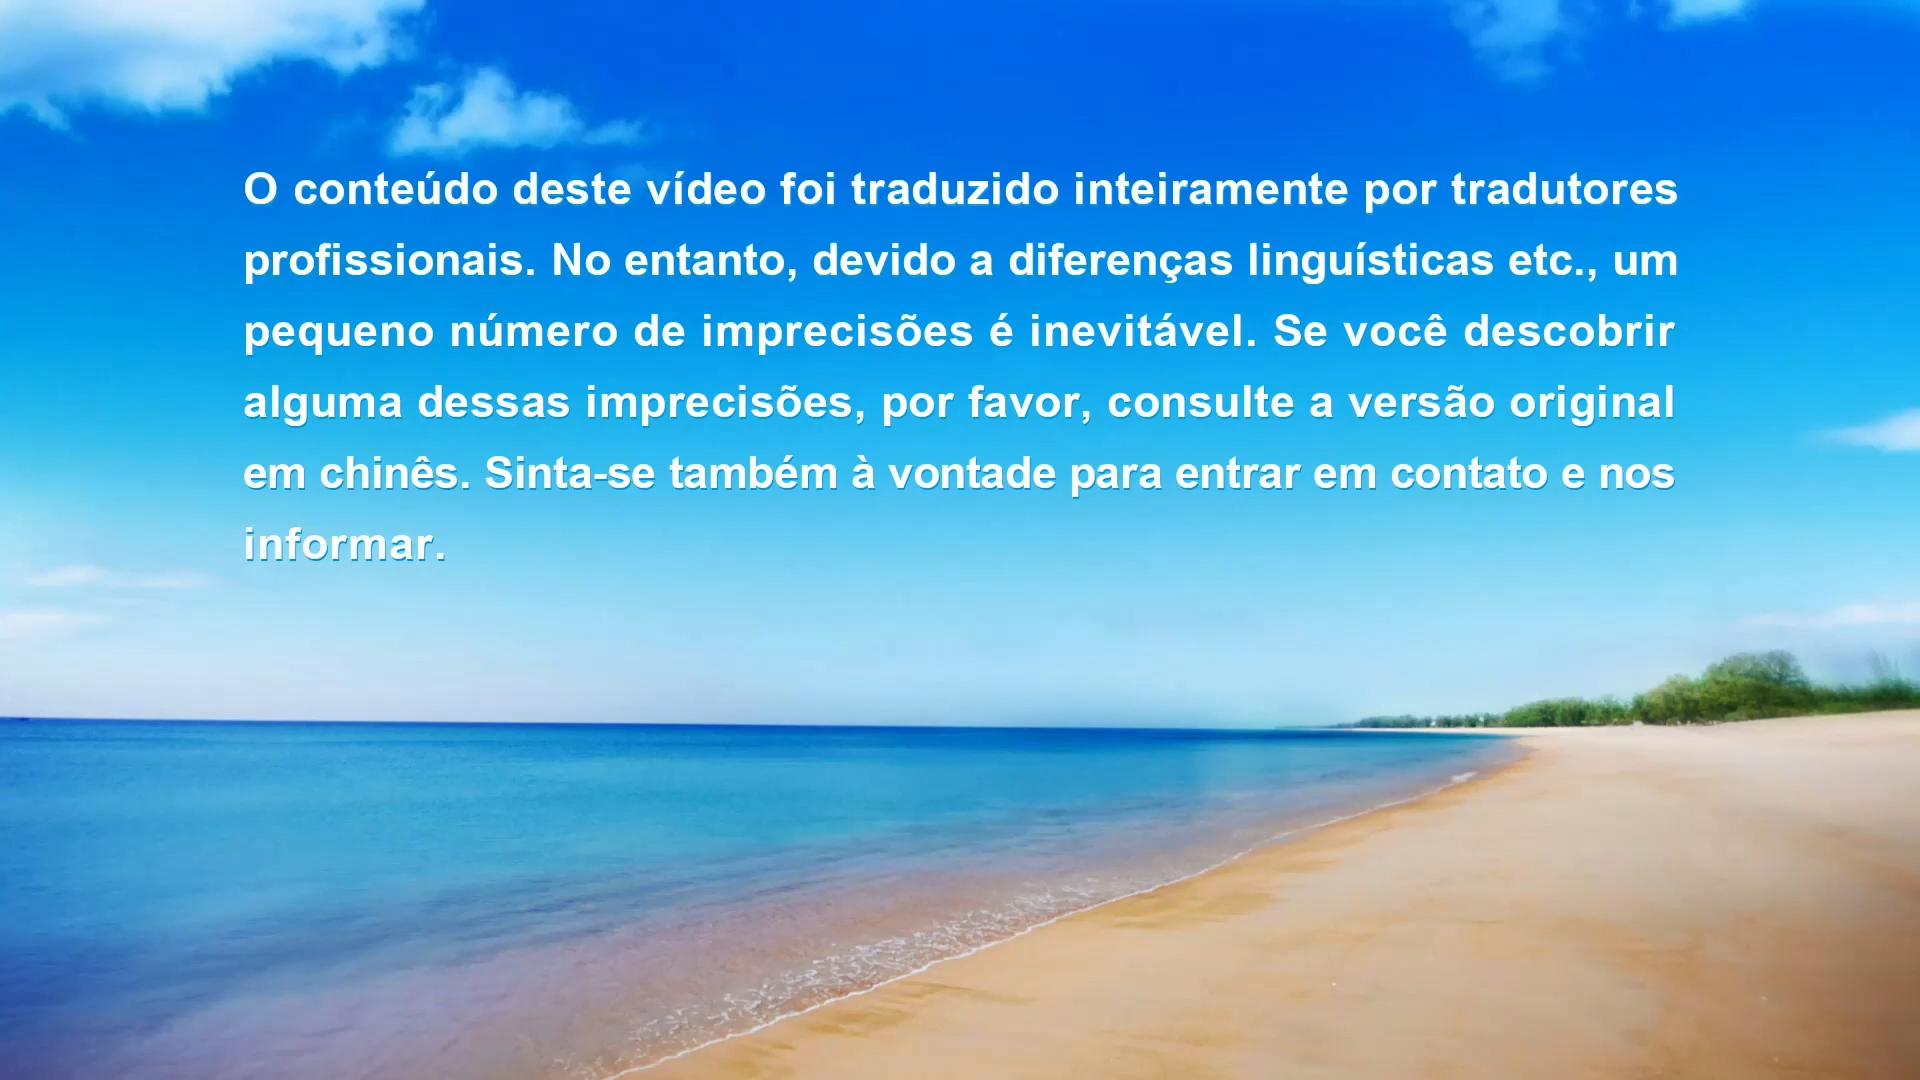 O conteúdo deste vídeo foi traduzido inteiramente por tradutores
profissionais. No entanto, devido a diferenças linguísticas etc., um
pequeno número de imprecisões é inevitável. Se você descobrir
alguma dessas imprecisões, por favor, consulte a versão original
em chinês. Sinta-se também à vontade para entrar em contato e nos
informar.